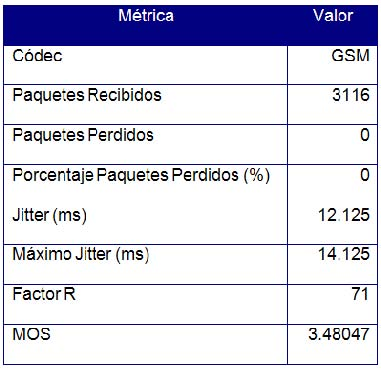 Métrica Valor
Códec GSM
Paquetes Recibidos 3116
Paquetes Perdidos 0
Porcentaje Paquetes Perdidos (%) 0
Jitter (ms) 12.125
Máximo Jitter (ms) 14.125
Factor R 71
MOS 3.48047